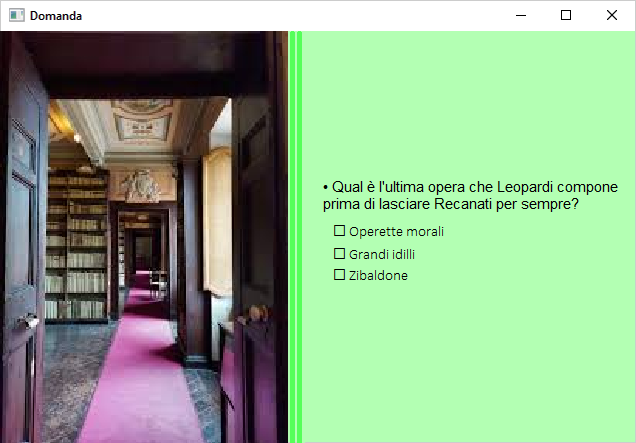 Domanda
• Qual è l'ultima opera che Leopardi compone
prima di lasciare Recanati per sempre?
☐ Operette morali
☐ Grandi idilli
☐ Zibaldone